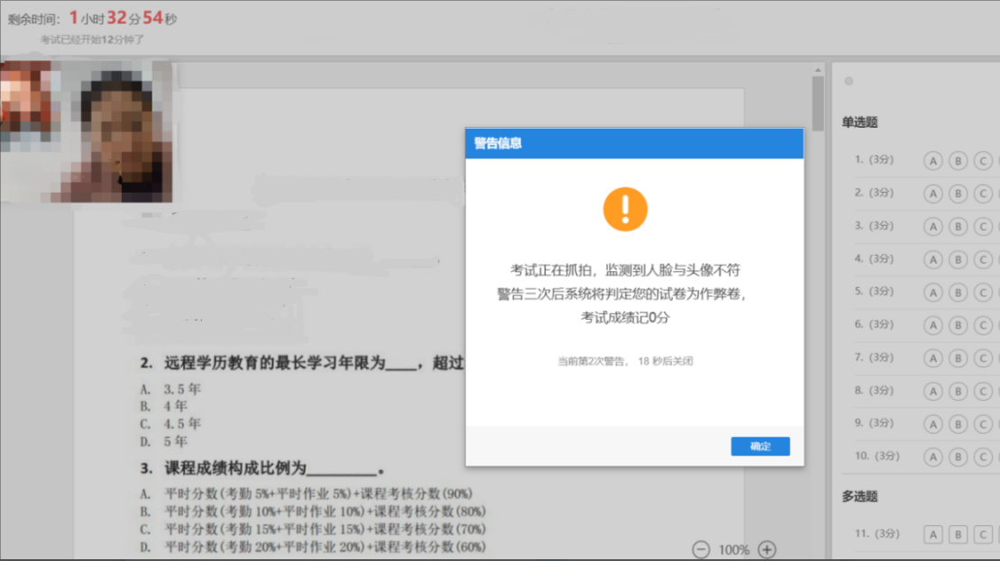 剩余时间：1小时32分54秒
考试已经开始12分钟了
警告信息
考试正在抓拍，监测到人脸与头像不符
警告三次后系统将判定您的试卷为作弊卷，
考试成绩记0分
当前第2次警告， 18 秒后关闭
确定
2. 远程学历教育的最长学习年限为____，超过
A. 3.5 年
B. 4 年
C. 4.5 年
D. 5 年
3. 课程成绩构成比例为_________。
A. 平时分数(考勤 5%+平时作业 5%)+课程考核分数(90%)
B. 平时分数(考勤 10%+平时作业 10%)+课程考核分数(80%)
C. 平时分数(考勤 15%+平时作业 15%)+课程考核分数(70%)
D. 平时分数(考勤 20%+平时作业 20%)+课程考核分数(60%)
100%
单选题
1. (3分) A B C
2. (3分) A B C
3. (3分) A B C
4. (3分) A B C
5. (3分) A B C
6. (3分) A B C
7. (3分) A B C
8. (3分) A B C
9. (3分) A B C
10. (3分) A B C
多选题
11. (3分) A B C